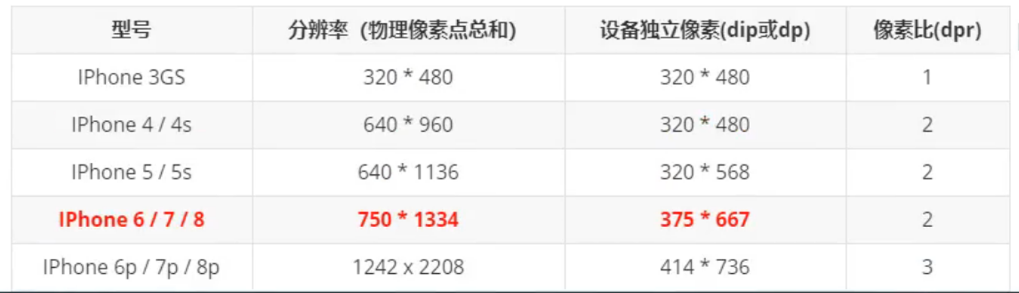 型号 分辨率（物理像素点总和） 设备独立像素(dip或dp) 像素比(dpr)
IPhone 3GS 320 * 480 320 * 480 1
IPhone 4 / 4s 640 * 960 320 * 480 2
IPhone 5 / 5s 640 * 1136 320 * 568 2
IPhone 6 / 7 / 8 750 * 1334 375 * 667 2
IPhone 6p / 7p / 8p 1242 x 2208 414 * 736 3